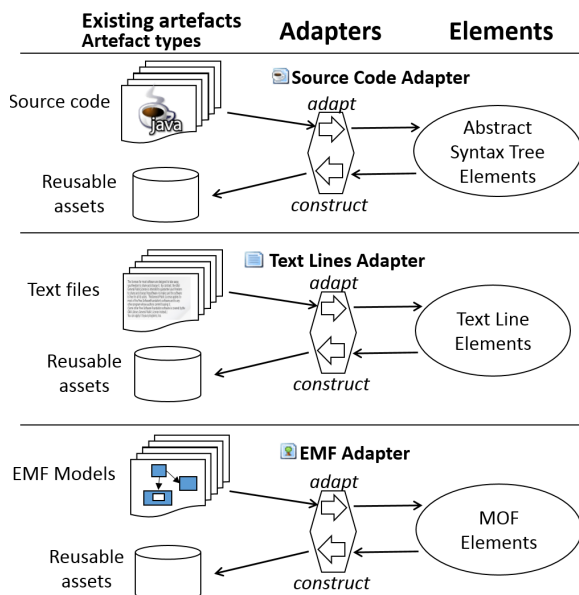 Existing artefacts
Artefact types
Adapters
Elements
Source Code Adapter
Source code
java
adapt
Abstract
Syntax Tree
Elements
Reusable
assets
construct
Text Lines Adapter
Text files
adapt
Text Line
Elements
Reusable
assets
construct
EMF Adapter
EMF Models
adapt
MOF
Elements
Reusable
assets
construct